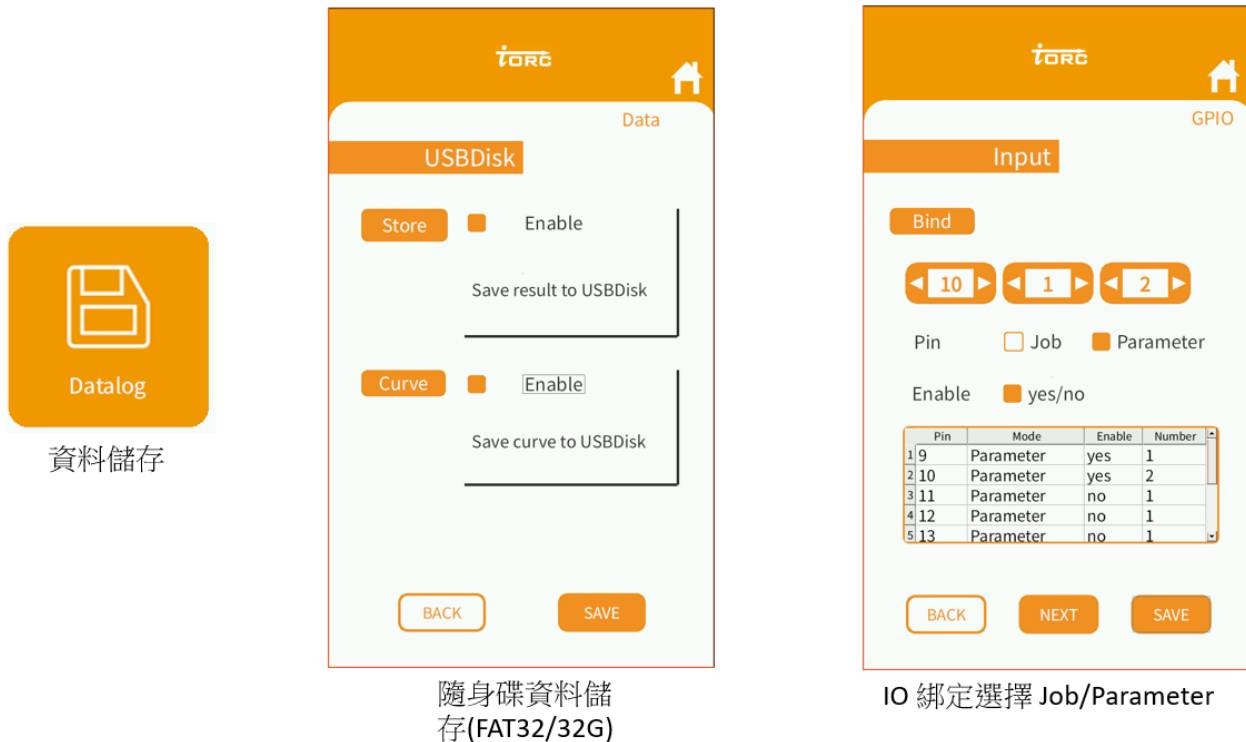 Datalog
資料儲存
iTORC
Data
USBDisk
Store
Enable
Save result to USBDisk
Curve
Enable
Save curve to USBDisk
BACK
SAVE
隨身碟資料儲
存(FAT32/32G)
iTORC
GPIO
Input
Bind
10 1 2
Pin Job Parameter
Enable yes/no
Pin Mode Enable Number
1 9 Parameter yes 1
2 10 Parameter yes 2
3 11 Parameter no 1
4 12 Parameter no 1
5 13 Parameter no 1
BACK NEXT SAVE
IO 綁定選擇 Job/Parameter